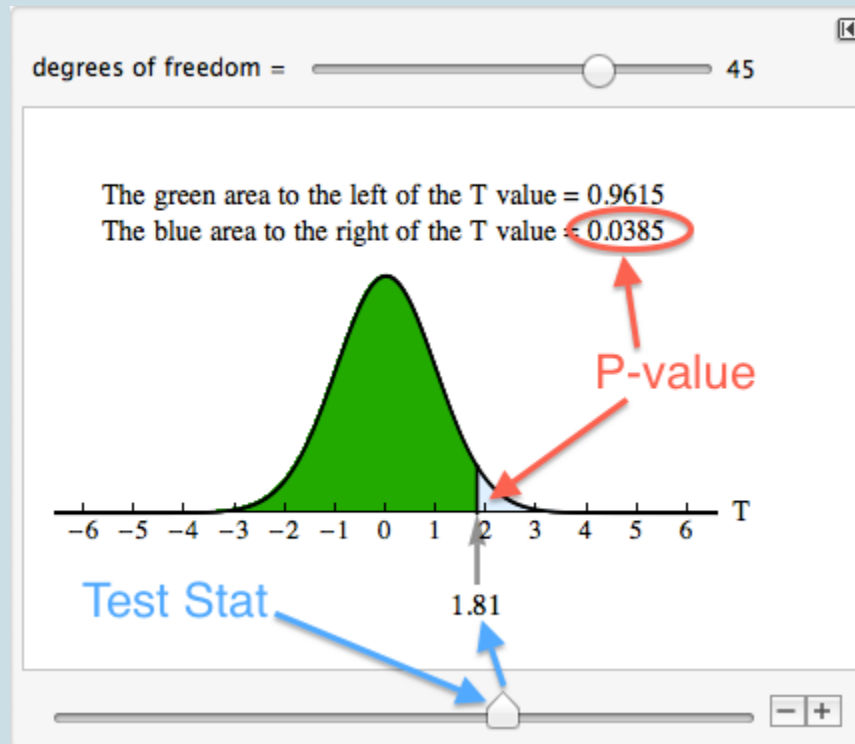 degrees of freedom = 45
The green area to the left of the T value = 0.9615
The blue area to the right of the T value = 0.0385
P-value
T
−6 −5 −4 −3 −2 −1 0 1 2 3 4 5 6
Test Stat
1.81
− +